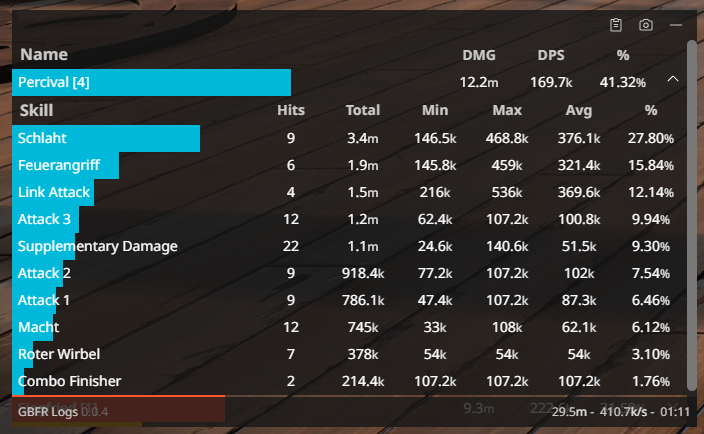 Name DMG DPS %
Percival [4] 12.2m 169.7k 41.32%
Skill Hits Total Min Max Avg %
Schlaht 9 3.4m 146.5k 468.8k 376.1k 27.80%
Feuerangriff 6 1.9m 145.8k 459k 321.4k 15.84%
Link Attack 4 1.5m 216k 536k 369.6k 12.14%
Attack 3 12 1.2m 62.4k 107.2k 100.8k 9.94%
Supplementary Damage 22 1.1m 24.6k 140.6k 51.5k 9.30%
Attack 2 9 918.4k 77.2k 107.2k 102k 7.54%
Attack 1 9 786.1k 47.4k 107.2k 87.3k 6.46%
Macht 12 745k 33k 108k 62.1k 6.12%
Roter Wirbel 7 378k 54k 54k 54k 3.10%
Combo Finisher 2 214.4k 107.2k 107.2k 107.2k 1.76%
9.3m
GBFR Logs 0.0.4 29.5m - 410.7k/s - 01:11